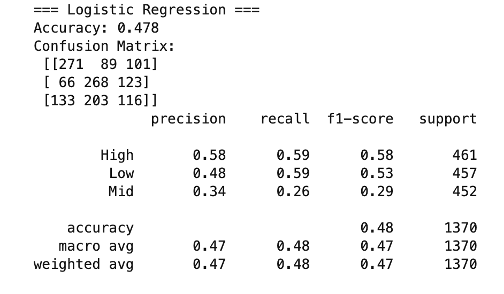 === Logistic Regression ===
Accuracy: 0.478
Confusion Matrix:
[[271  89 101]
[ 66 268 123]
[133 203 116]]
precision    recall  f1-score   support
High       0.58      0.59      0.58       461
Low       0.48      0.59      0.53       457
Mid       0.34      0.26      0.29       452
accuracy                           0.48      1370
macro avg       0.47      0.48      0.47      1370
weighted avg       0.47      0.48      0.47      1370